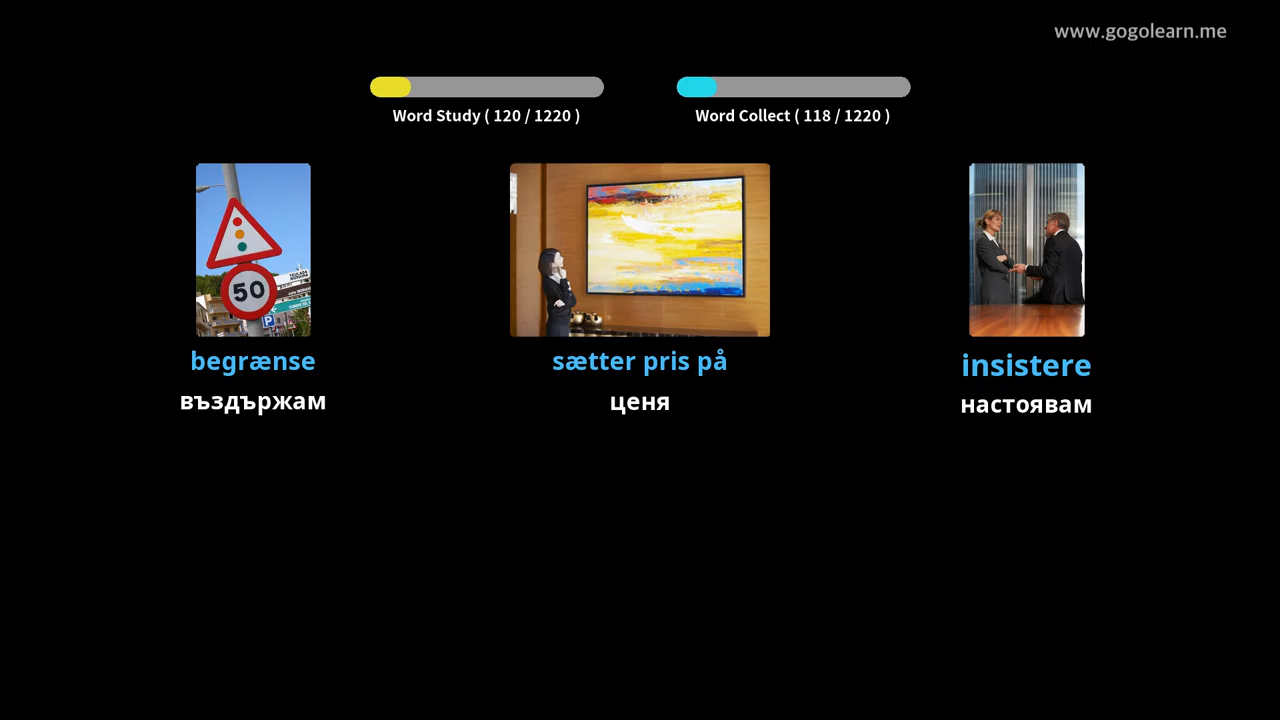 www.gogolearn.me
Word Study ( 120 / 1220 )
Word Collect ( 118 / 1220 )
50
P
begrænse
sætter pris på
insistere
въздържам
ценя
настоявам